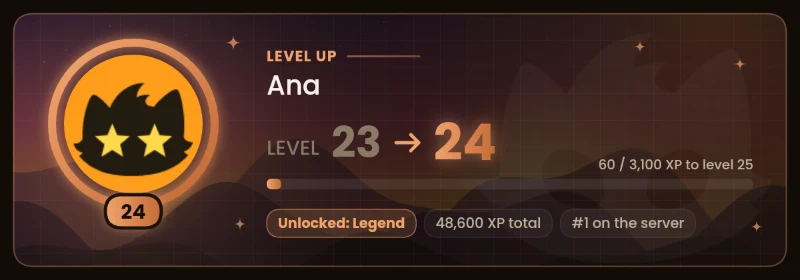 LEVEL UP
Ana
LEVEL 23 → 24
60 / 3,100 XP to level 25
24
Unlocked: Legend
48,600 XP total
#1 on the server